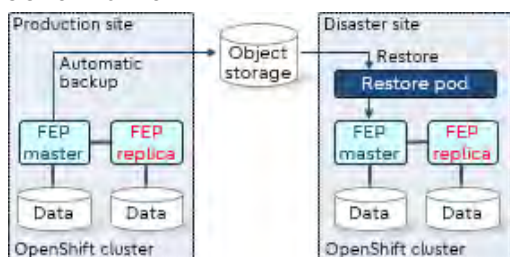 Production site
Automatic
backup
FEP
master
FEP
replica
Data
Data
OpenShift cluster
Object
storage
Disaster site
Restore
Restore pod
FEP
master
FEP
replica
Data
Data
OpenShift cluster